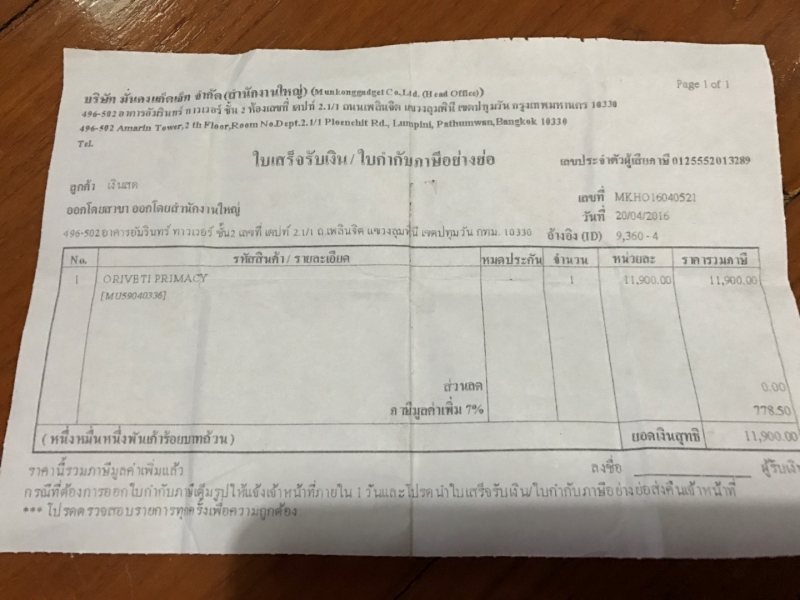 บริษัท มั่นคงแก็ดเจ็ท จำกัด(สำนักงานใหญ่) (Munkonggadget Co.,Ltd. (Head Office))
Page 1 of 1
496-502 อาคารอัมรินทร์ ทาวเวอร์ ชั้น 2 ห้องเลขที่ เดปท์ 2.1/1 ถนนเพลินจิต แขวงลุมพินี เขตปทุมวัน กรุงเทพมหานคร 10330
496-502 Amarin Tower,2 th Floor,Room No.Dept.2.1/1 Ploenchit Rd., Lumpini, Pathumwan,Bangkok 10330
Tel.
ใบเสร็จรับเงิน / ใบกำกับภาษีอย่างย่อ
เลขประจำตัวผู้เสียภาษี 0125552013289
ลูกค้า เงินสด
เลขที่ MKHO16040521
ออกโดยสาขา ออกโดยสำนักงานใหญ่
วันที่ 20/04/2016
496-502 อาคารอัมรินทร์ ทาวเวอร์ ชั้น2 เลขที่ เดปท์ 2.1/1 ถ.เพลินจิต แขวงลุมพินี เขตปทุมวัน กทม. 10330
อ้างอิง (ID) 9,360 - 4
No. รหัสสินค้า / รายละเอียด หมดประกัน จำนวน หน่วยละ ราคารวมภาษี
1 ORIVETI PRIMACY 1 11,900.00 11,900.00
[MU59040336]
ส่วนลด 0.00
ภาษีมูลค่าเพิ่ม 7% 778.50
( หนึ่งหมื่นหนึ่งพันเก้าร้อยบาทถ้วน ) ยอดเงินสุทธิ 11,900.00
ราคานี้รวมภาษีมูลค่าเพิ่มแล้ว
ลงชื่อ ผู้รับเงิน
กรณีที่ต้องการออกใบกำกับภาษีเต็มรูปให้แจ้งเจ้าหน้าที่ภายใน 1 วันและโปรดนำใบเสร็จรับเงิน/ใบกำกับภาษีอย่างย่อส่งคืนเจ้าหน้าที่
*** โปรดตรวจสอบรายการทุกครั้งเพื่อความถูกต้อง